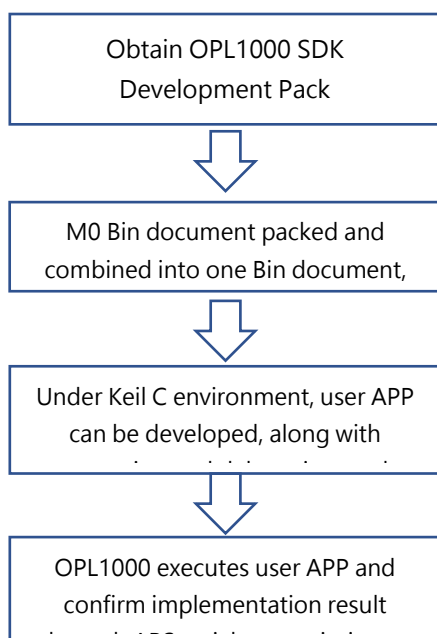 Obtain OPL1000 SDK
Development Pack
M0 Bin document packed and
combined into one Bin document,
Under Keil C environment, user APP
can be developed, along with
OPL1000 executes user APP and
confirm implementation result